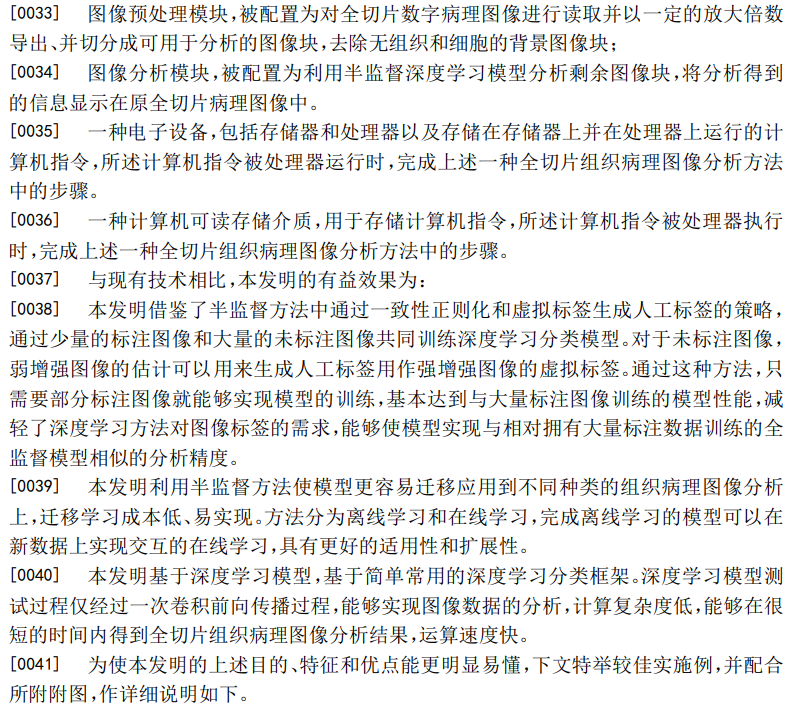 [0033] 图像预处理模块,被配置为对全切片数字病理图像进行读取并以一定的放大倍数
导出、并切分成可用于分析的图像块,去除无组织和细胞的背景图像块;
[0034] 图像分析模块,被配置为利用半监督深度学习模型分析剩余图像块,将分析得到
的信息显示在原全切片病理图像中。
[0035] 一种电子设备,包括存储器和处理器以及存储在存储器上并在处理器上运行的计
算机指令,所述计算机指令被处理器运行时,完成上述一种全切片组织病理图像分析方法
中的步骤。
[0036] 一种计算机可读存储介质,用于存储计算机指令,所述计算机指令被处理器执行
时,完成上述一种全切片组织病理图像分析方法中的步骤。
[0037] 与现有技术相比,本发明的有益效果为:
[0038] 本发明借鉴了半监督方法中通过一致性正则化和虚拟标签生成人工标签的策略,
通过少量的标注图像和大量的未标注图像共同训练深度学习分类模型。对于未标注图像,
弱增强图像的估计可以用来生成人工标签用作强增强图像的虚拟标签。通过这种方法,只
需要部分标注图像就能够实现模型的训练,基本达到与大量标注图像训练的模型性能,减
轻了深度学习方法对图像标签的需求,能够使模型实现与相对拥有大量标注数据训练的全
监督模型相似的分析精度。
[0039] 本发明利用半监督方法使模型更容易迁移应用到不同种类的组织病理图像分析
上,迁移学习成本低、易实现。方法分为离线学习和在线学习,完成离线学习的模型可以在
新数据上实现交互的在线学习,具有更好的适用性和扩展性。
[0040] 本发明基于深度学习模型,基于简单常用的深度学习分类框架。深度学习模型测
试过程仅经过一次卷积前向传播过程,能够实现图像数据的分析,计算复杂度低,能够在很
短的时间内得到全切片组织病理图像分析结果,运算速度快。
[0041] 为使本发明的上述目的、特征和优点能更明显易懂,下文特举较佳实施例,并配合
所附附图,作详细说明如下。